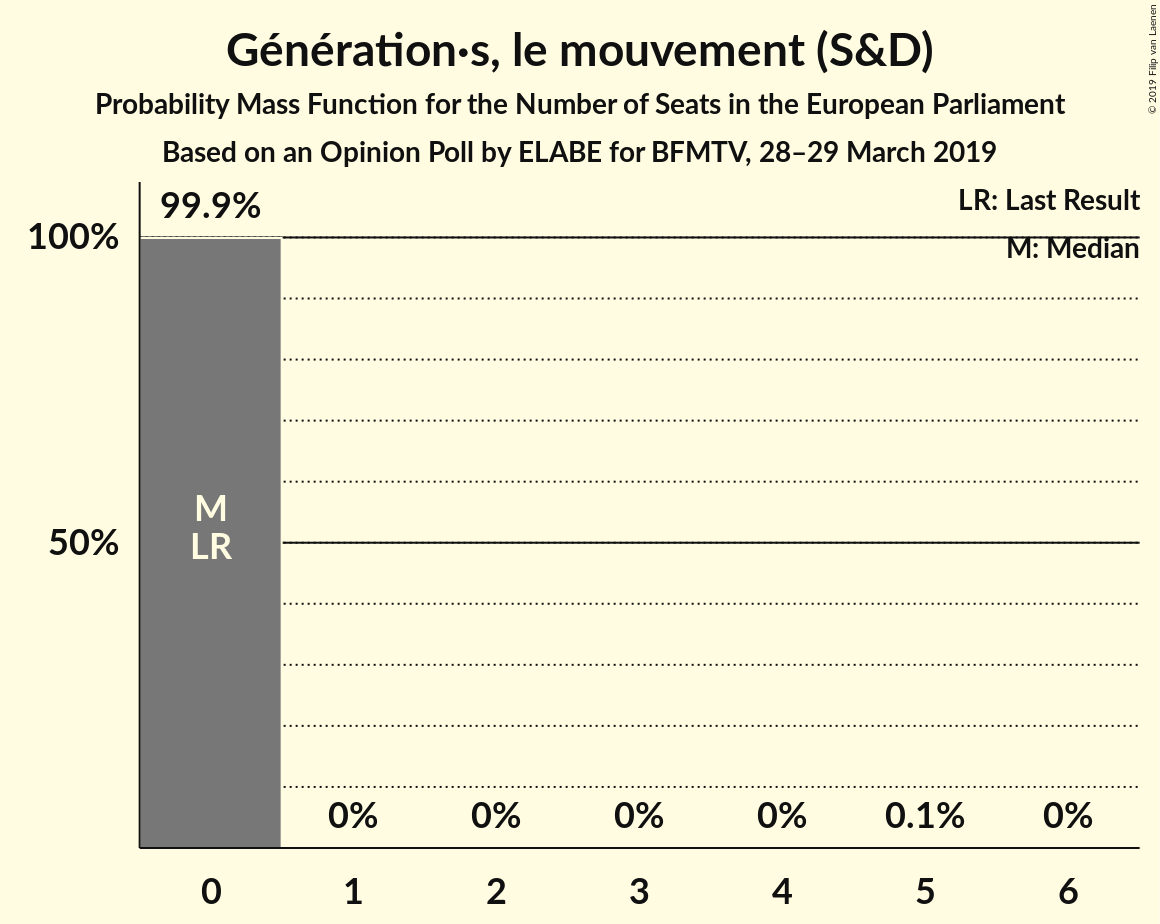 Génération·s, le mouvement (S&D)
Probability Mass Function for the Number of Seats in the European Parliament
Based on an Opinion Poll by ELABE for BFMTV, 28–29 March 2019
© 2019 Filip van Laenen
LR: Last Result
M: Median
99.9%
100%
50%
M
LR
0% 0% 0% 0% 0.1% 0%
0 1 2 3 4 5 6